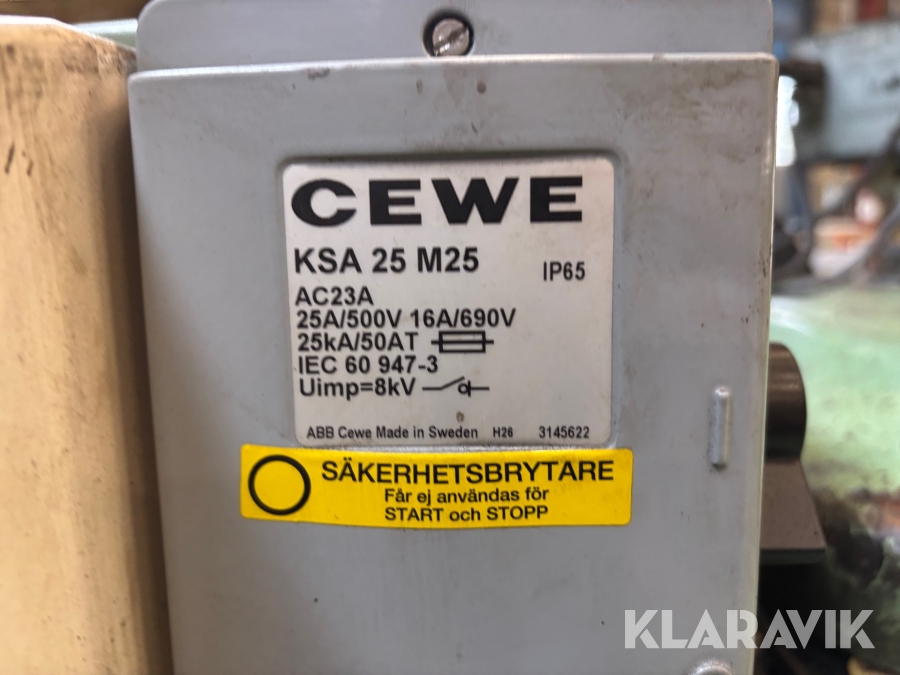 CEWE
KSA 25 M25 IP65
AC23A
25A/500V 16A/690V
25kA/50AT
IEC 60 947-3
Uimp=8kV
ABB Cewe Made in Sweden H26 3145622
SÄKERHETSBRYTARE
Får ej användas för
START och STOPP
KLARAVIK